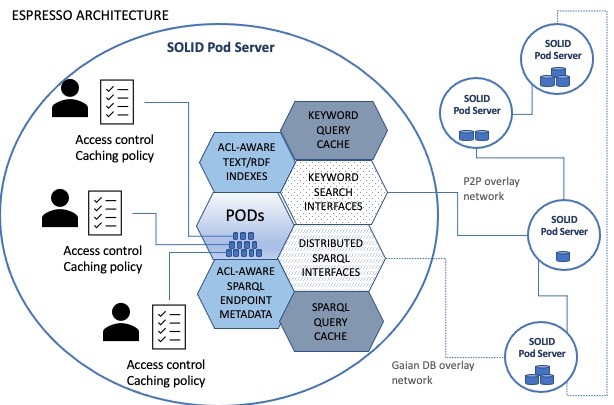 ESPRESSO ARCHITECTURE
SOLID Pod Server
Access control
Caching policy
Access control
Caching policy
Access control
Caching policy
KEYWORD
QUERY
CACHE
ACL-AWARE
TEXT/RDF
INDEXES
KEYWORD
SEARCH
INTERFACES
PODs
DISTRIBUTED
SPARQL
INTERFACES
ACL-AWARE
SPARQL
ENDPOINT
METADATA
SPARQL
QUERY
CACHE
SOLID
Pod Server
SOLID
Pod Server
P2P overlay
network
SOLID
Pod Server
Gaian DB overlay
network
SOLID
Pod Server